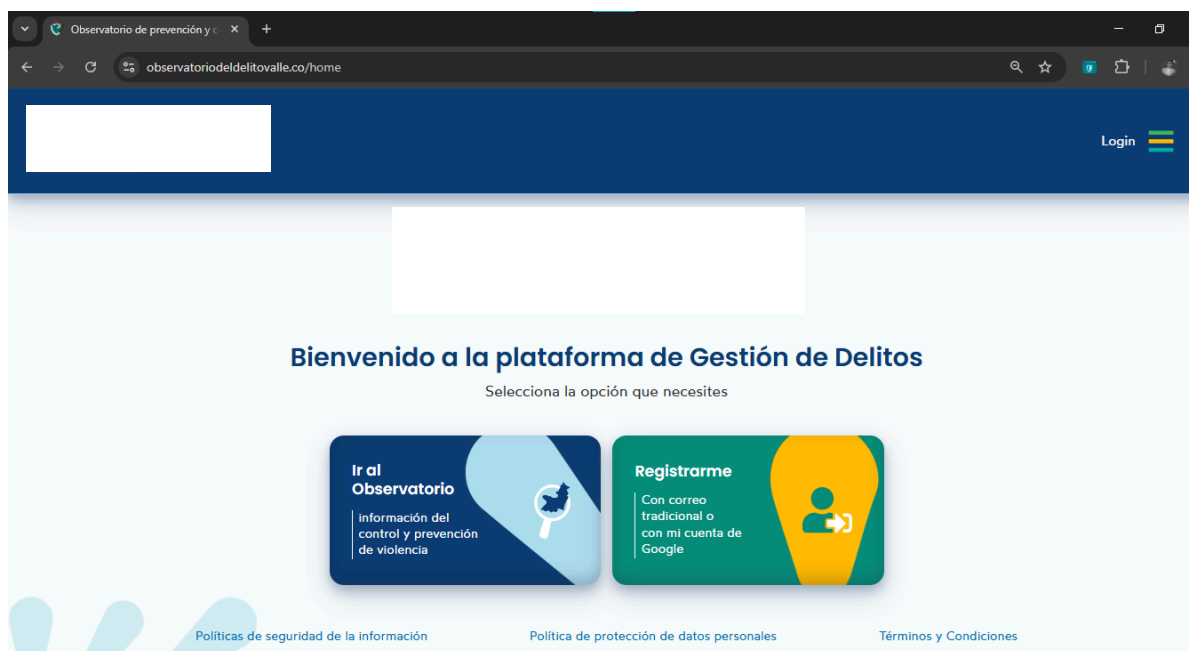 Observatorio de prevención y c
observatoriodeldelitovalle.co/home
Login
Bienvenido a la plataforma de Gestión de Delitos
Selecciona la opción que necesites
Ir al
Observatorio
información del
control y prevención
de violencia
Registrarme
Con correo
tradicional o
con mi cuenta de
Google
Políticas de seguridad de la información
Política de protección de datos personales
Términos y Condiciones